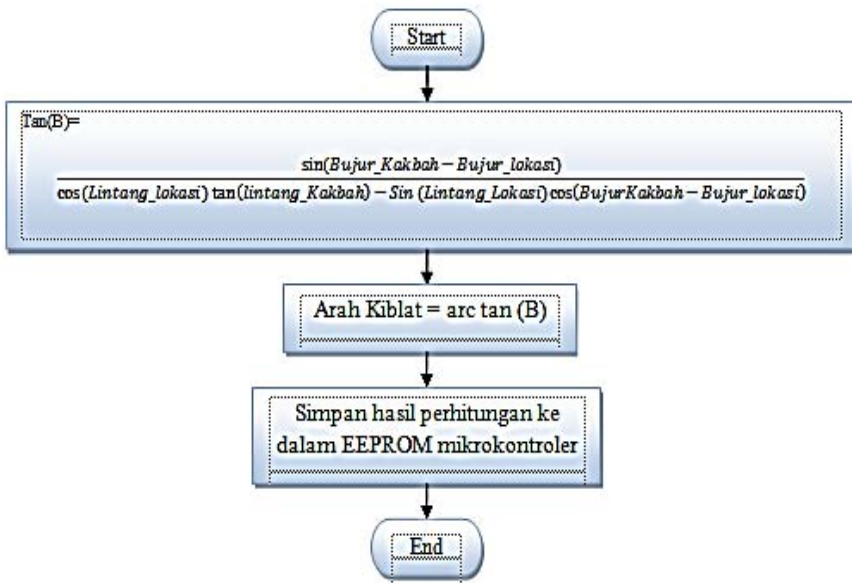 Start
Tan(B)=
sin(Bujur_Kakbah − Bujur_lokasi)
cos(Lintang_lokasi) tan(lintang_Kakbah) − Sin (Lintang_Lokasi) cos(BujurKakbah − Bujur_lokasi)
Arah Kiblat = arc tan (B)
Simpan hasil perhitungan ke
dalam EEPROM mikrokontroler
End